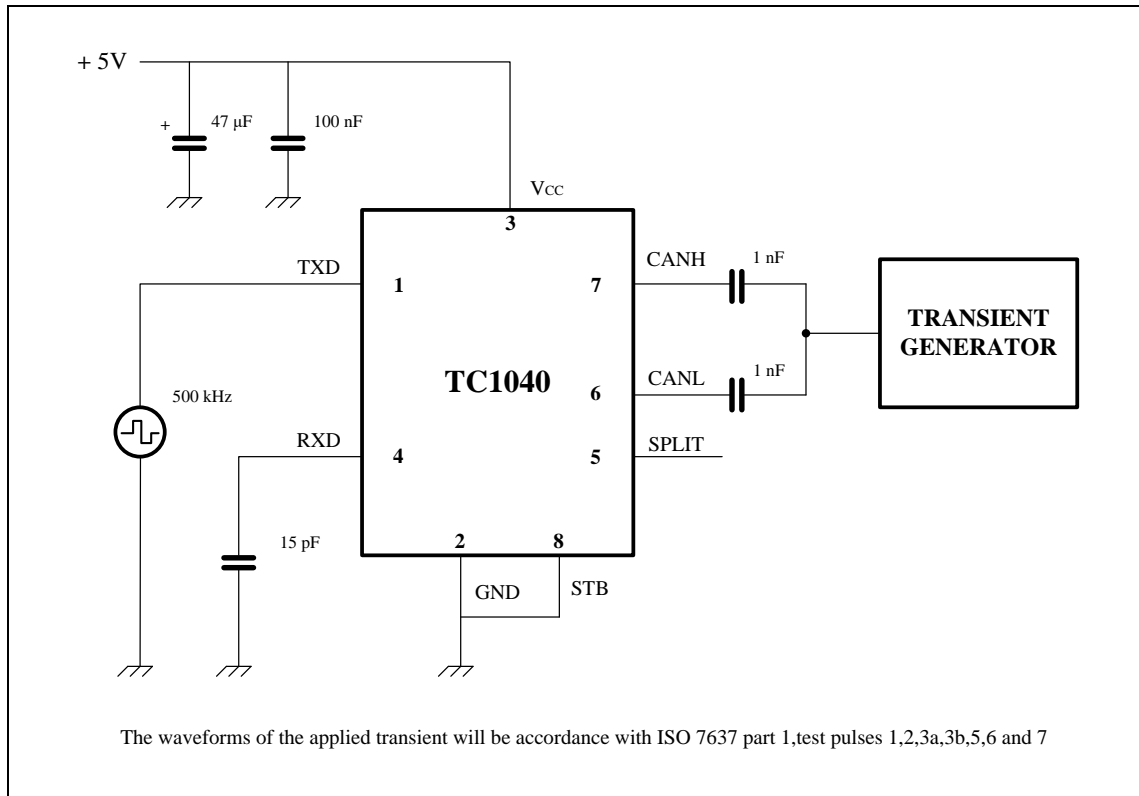 + 5V
+
47 µF
100 nF
VCC
3
TXD
1
CANH
7
1 nF
TRANSIENT
GENERATOR
TC1040
CANL
6
1 nF
500 kHz
RXD
4
SPLIT
5
15 pF
2
8
GND
STB
The waveforms of the applied transient will be accordance with ISO 7637 part 1,test pulses 1,2,3a,3b,5,6 and 7